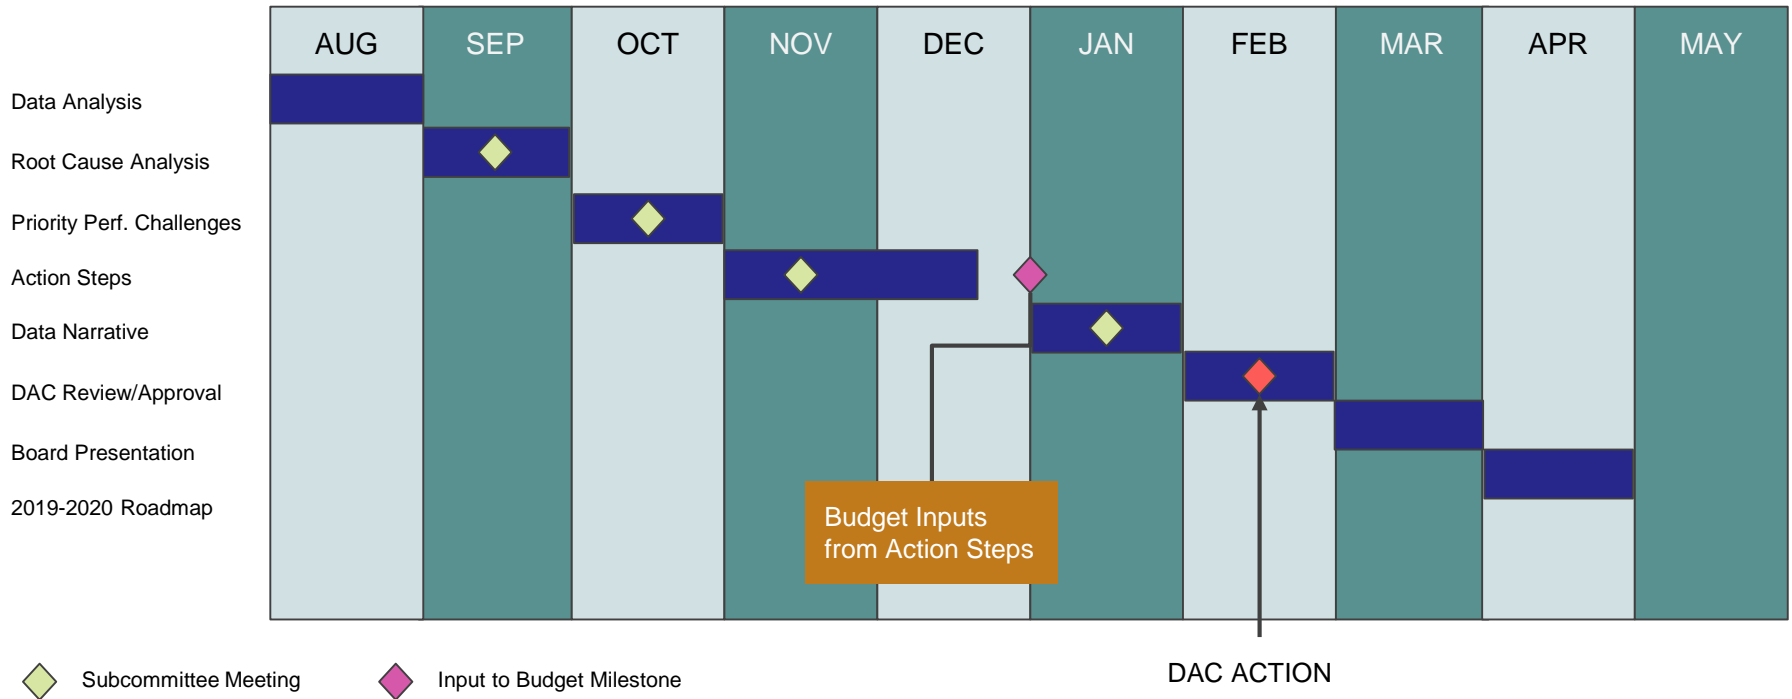 AUG SEP OCT NOV DEC JAN FEB MAR APR MAY
Data Analysis
Root Cause Analysis
Priority Perf. Challenges
Action Steps
Data Narrative
DAC Review/Approval
Board Presentation
2019-2020 Roadmap
Budget Inputs
from Action Steps
DAC ACTION
Subcommittee Meeting
Input to Budget Milestone